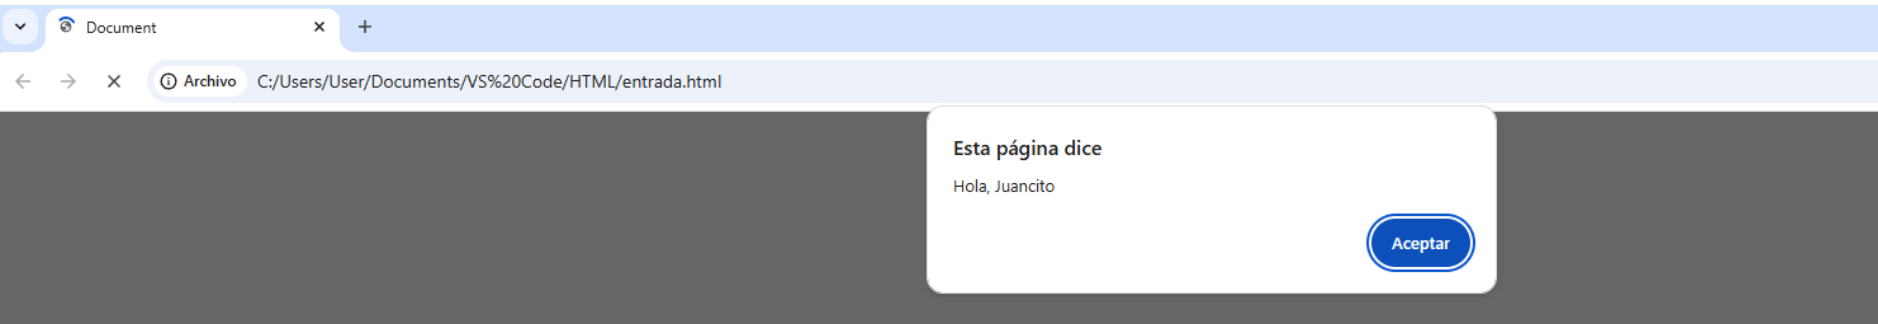 Document
Archivo C:/Users/User/Documents/VS%20Code/HTML/entrada.html
Esta página dice
Hola, Juancito
Aceptar